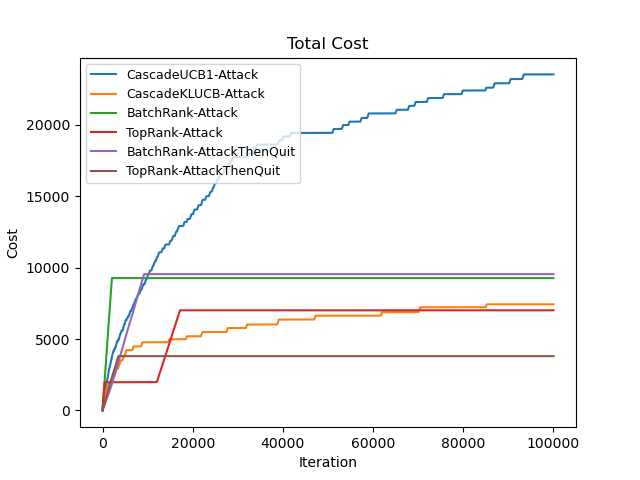 Total Cost
CascadeUCB1-Attack
CascadeKLUCB-Attack
BatchRank-Attack
TopRank-Attack
BatchRank-AttackThenQuit
TopRank-AttackThenQuit
Cost
20000
15000
10000
5000
0
0 20000 40000 60000 80000 100000
Iteration